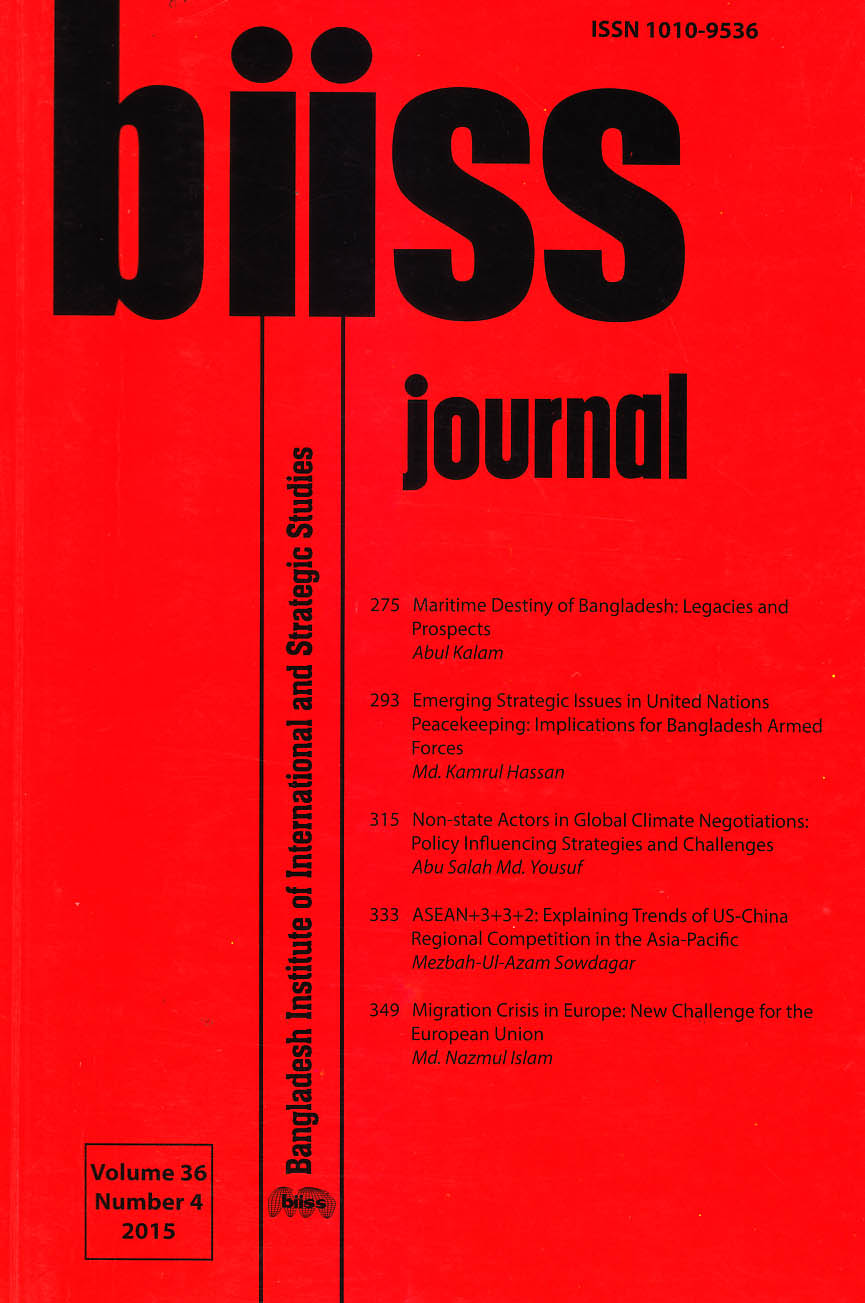 ISSN 1010-9536
biiss
journal
Bangladesh Institute of International and Strategic Studies
275 Maritime Destiny of Bangladesh: Legacies and
Prospects
Abul Kalam
293 Emerging Strategic Issues in United Nations
Peacekeeping: Implications for Bangladesh Armed
Forces
Md. Kamrul Hassan
315 Non-state Actors in Global Climate Negotiations:
Policy Influencing Strategies and Challenges
Abu Salah Md. Yousuf
333 ASEAN+3+3+2: Explaining Trends of US-China
Regional Competition in the Asia-Pacific
Mezbah-Ul-Azam Sowdagar
349 Migration Crisis in Europe: New Challenge for the
European Union
Md. Nazmul Islam
Volume 36
Number 4
2015
biiss